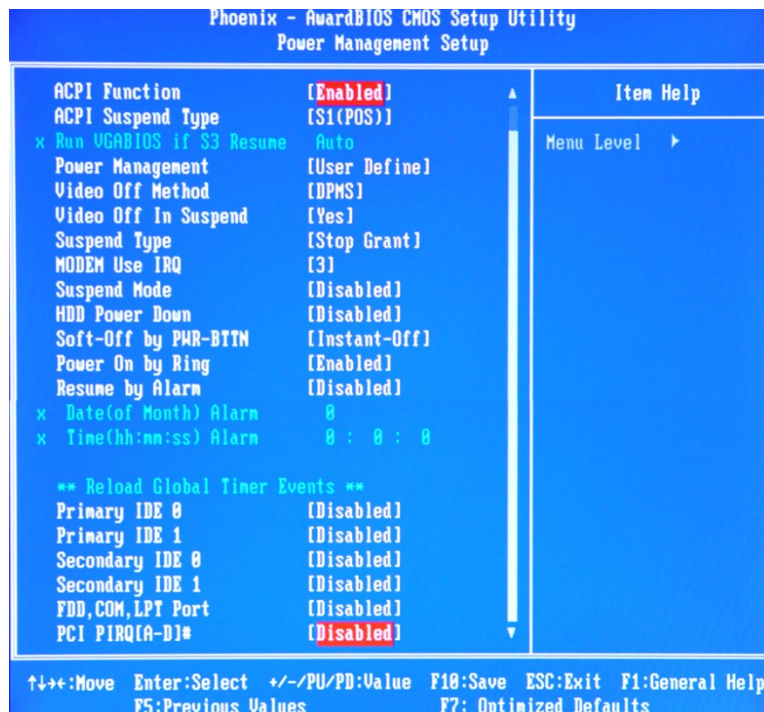 Phoenix - AwardBIOS CMOS Setup Utility
Power Management Setup
ACPI Function [Enabled]
ACPI Suspend Type [S1(POS)]
x Run VGABIOS if S3 Resume Auto
Power Management [User Define]
Video Off Method [DPMS]
Video Off In Suspend [Yes]
Suspend Type [Stop Grant]
MODEM Use IRQ [3]
Suspend Mode [Disabled]
HDD Power Down [Disabled]
Soft-Off by PWR-BTTN [Instant-Off]
Power On by Ring [Enabled]
Resume by Alarm [Disabled]
x Date(of Month) Alarm 0
x Time(hh:mm:ss) Alarm 0 : 0 : 0
** Reload Global Timer Events **
Primary IDE 0 [Disabled]
Primary IDE 1 [Disabled]
Secondary IDE 0 [Disabled]
Secondary IDE 1 [Disabled]
FDD,COM,LPT Port [Disabled]
PCI PIRQ[A-D]# [Disabled]
Item Help
Menu Level ►
↑↓→←:Move Enter:Select +/-/PU/PD:Value F10:Save ESC:Exit F1:General Help
F5:Previous Values F7: Optimized Defaults